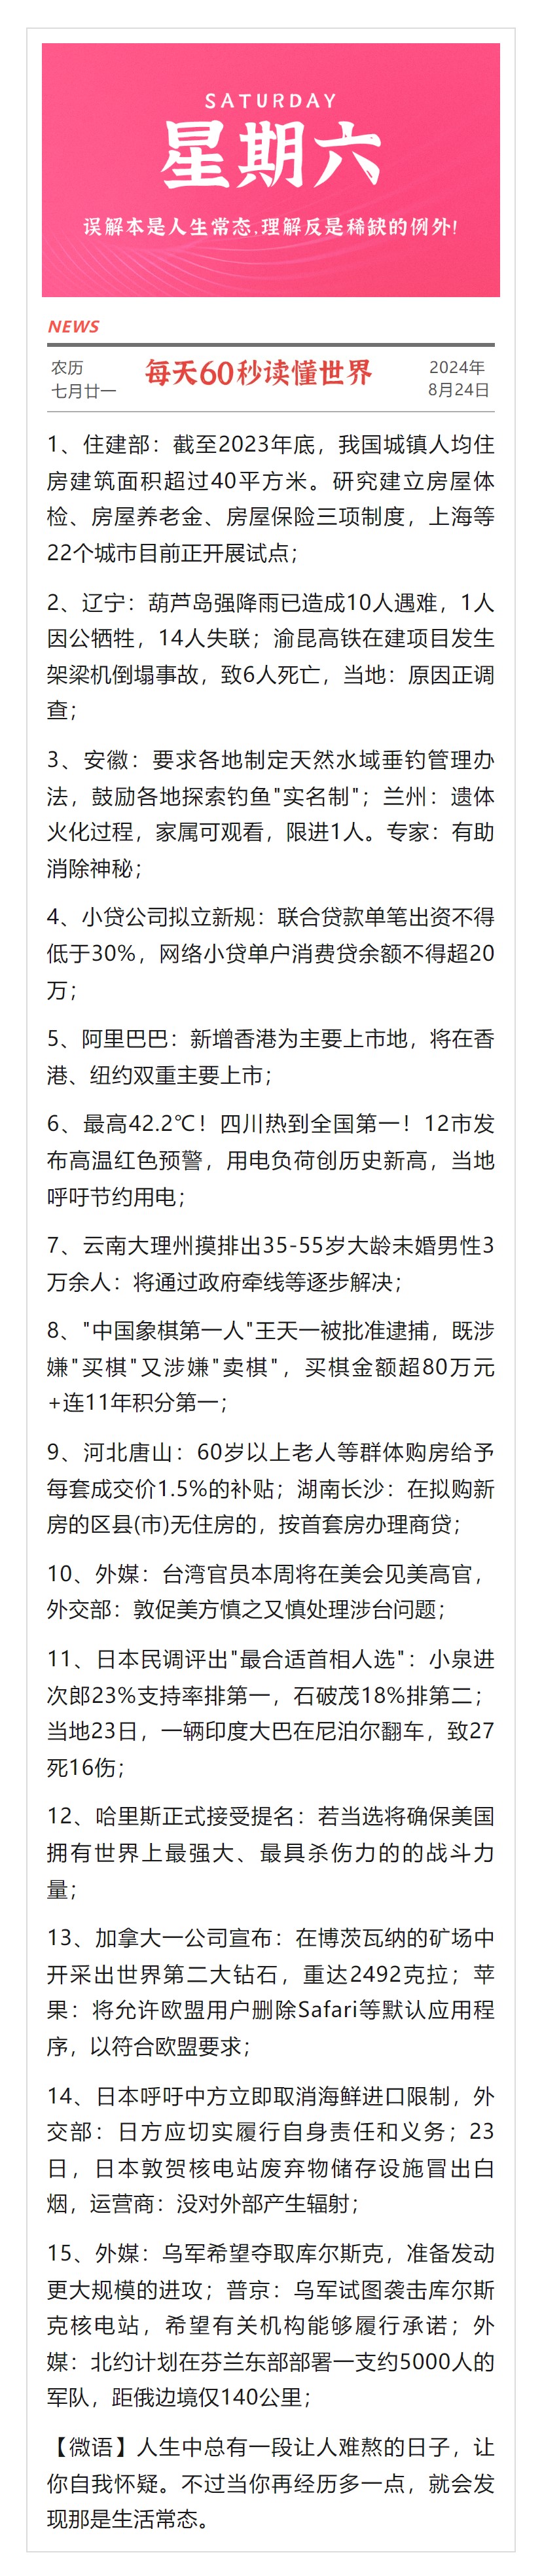 SATURDAY
星期六
误解本是人生常态,理解反是稀缺的例外!
NEWS
农历
七月廿一
每天60秒读懂世界
2024年
8月24日
1、住建部：截至2023年底，我国城镇人均住
房建筑面积超过40平方米。研究建立房屋体
检、房屋养老金、房屋保险三项制度，上海等
22个城市目前正开展试点；
2、辽宁：葫芦岛强降雨已造成10人遇难，1人
因公牺牲，14人失联；渝昆高铁在建项目发生
架梁机倒塌事故，致6人死亡，当地：原因正调
查；
3、安徽：要求各地制定天然水域垂钓管理办
法，鼓励各地探索钓鱼"实名制"；兰州：遗体
火化过程，家属可观看，限进1人。专家：有助
消除神秘；
4、小贷公司拟立新规：联合贷款单笔出资不得
低于30%，网络小贷单户消费贷余额不得超20
万；
5、阿里巴巴：新增香港为主要上市地，将在香
港、纽约双重主要上市；
6、最高42.2℃！四川热到全国第一！12市发
布高温红色预警，用电负荷创历史新高，当地
呼吁节约用电；
7、云南大理州摸排出35-55岁大龄未婚男性3
万余人：将通过政府牵线等逐步解决；
8、"中国象棋第一人"王天一被批准逮捕，既涉
嫌"买棋"又涉嫌"卖棋"，买棋金额超80万元
+连11年积分第一；
9、河北唐山：60岁以上老人等群体购房给予
每套成交价1.5%的补贴；湖南长沙：在拟购新
房的区县(市)无住房的，按首套房办理商贷；
10、外媒：台湾官员本周将在美会见美高官，
外交部：敦促美方慎之又慎处理涉台问题；
11、日本民调评出"最合适首相人选"：小泉进
次郎23%支持率排第一，石破茂18%排第二；
当地23日，一辆印度大巴在尼泊尔翻车，致27
死16伤；
12、哈里斯正式接受提名：若当选将确保美国
拥有世界上最强大、最具杀伤力的的战斗力
量；
13、加拿大一公司宣布：在博茨瓦纳的矿场中
开采出世界第二大钻石，重达2492克拉；苹
果：将允许欧盟用户删除Safari等默认应用程
序，以符合欧盟要求；
14、日本呼吁中方立即取消海鲜进口限制，外
交部：日方应切实履行自身责任和义务；23
日，日本敦贺核电站废弃物储存设施冒出白
烟，运营商：没对外部产生辐射；
15、外媒：乌军希望夺取库尔斯克，准备发动
更大规模的进攻；普京：乌军试图袭击库尔斯
克核电站，希望有关机构能够履行承诺；外
媒：北约计划在芬兰东部部署一支约5000人的
军队，距俄边境仅140公里；
【微语】人生中总有一段让人难熬的日子，让
你自我怀疑。不过当你再经历多一点，就会发
现那是生活常态。